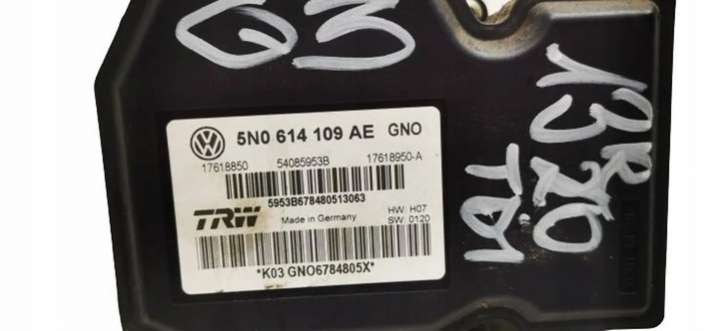 Q3
13R
2.0
TDI
5N0 614 109 AE GNO
17618850 54085953B 17618950-A
5953B678480513063
TRW Made in Germany HW H07
SW 0120
*K03 GNO6784805X*